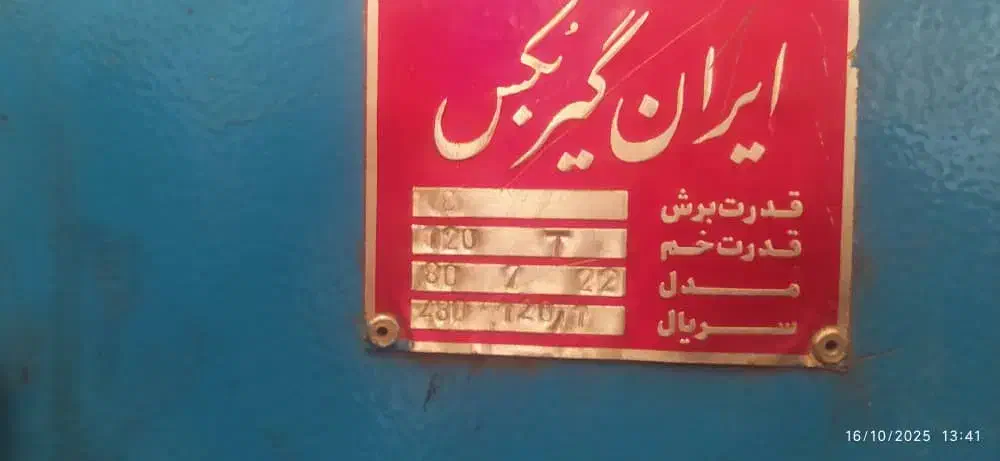 ایران گیربکس
قدرت برش
قدرت خم 120 T
مدل 80 / 22
سریال
16/10/2025 13:41